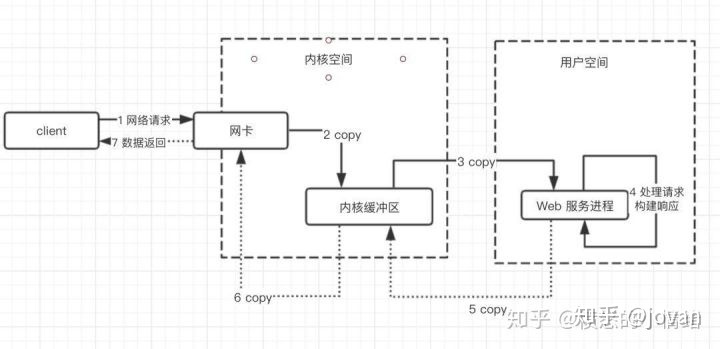 内核空间
用户空间
1 网络请求
client
网卡
7 数据返回
2 copy
3 copy
4 处理请求
构建响应
内核缓冲区
Web 服务进程
6 copy
5 copy
知乎 @joyan